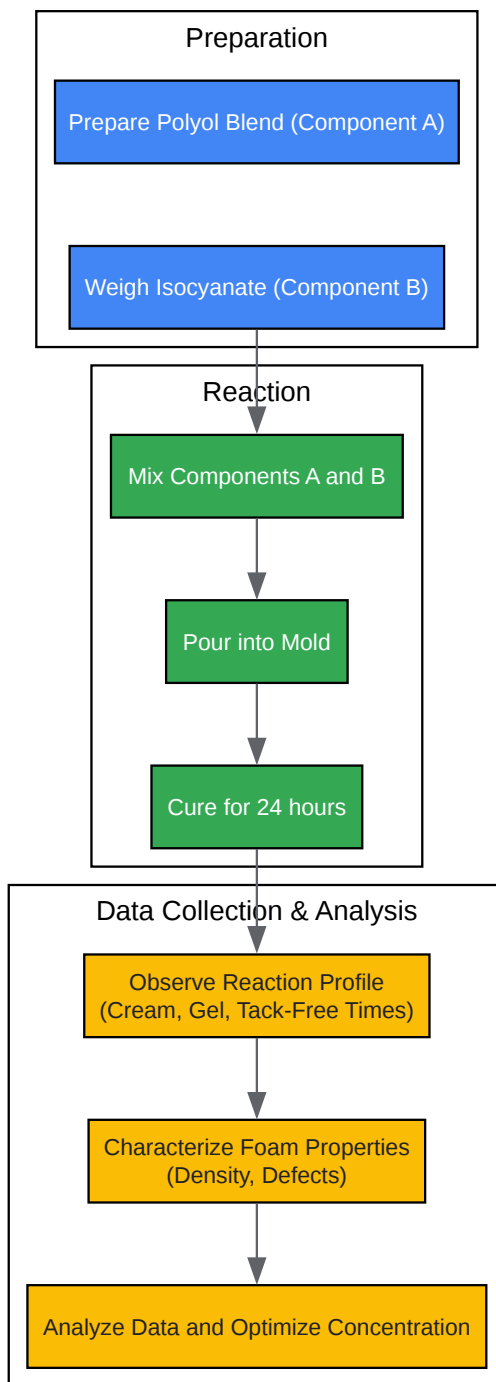 Preparation
Prepare Polyol Blend (Component A)
Weigh Isocyanate (Component B)
Reaction
Mix Components A and B
Pour into Mold
Cure for 24 hours
Data Collection & Analysis
Observe Reaction Profile
(Cream, Gel, Tack-Free Times)
Characterize Foam Properties
(Density, Defects)
Analyze Data and Optimize Concentration